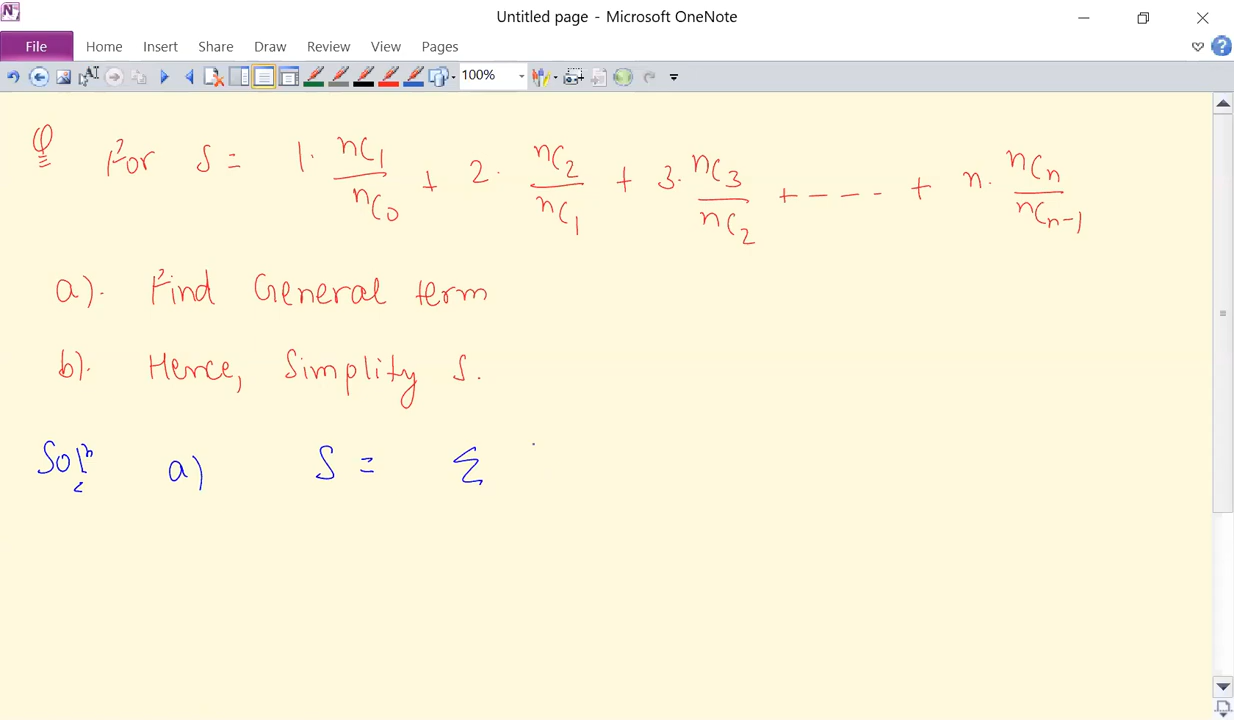 Untitled page - Microsoft OneNote
File Home Insert Share Draw Review View Pages
100%
Q For S = 1. nC1/nC0 + 2. nC2/nC1 + 3. nC3/nC2 + ---- + n. nCn/nCn-1
a). Find General term
b). Hence, Simplity S.
Soln a) S = Σ